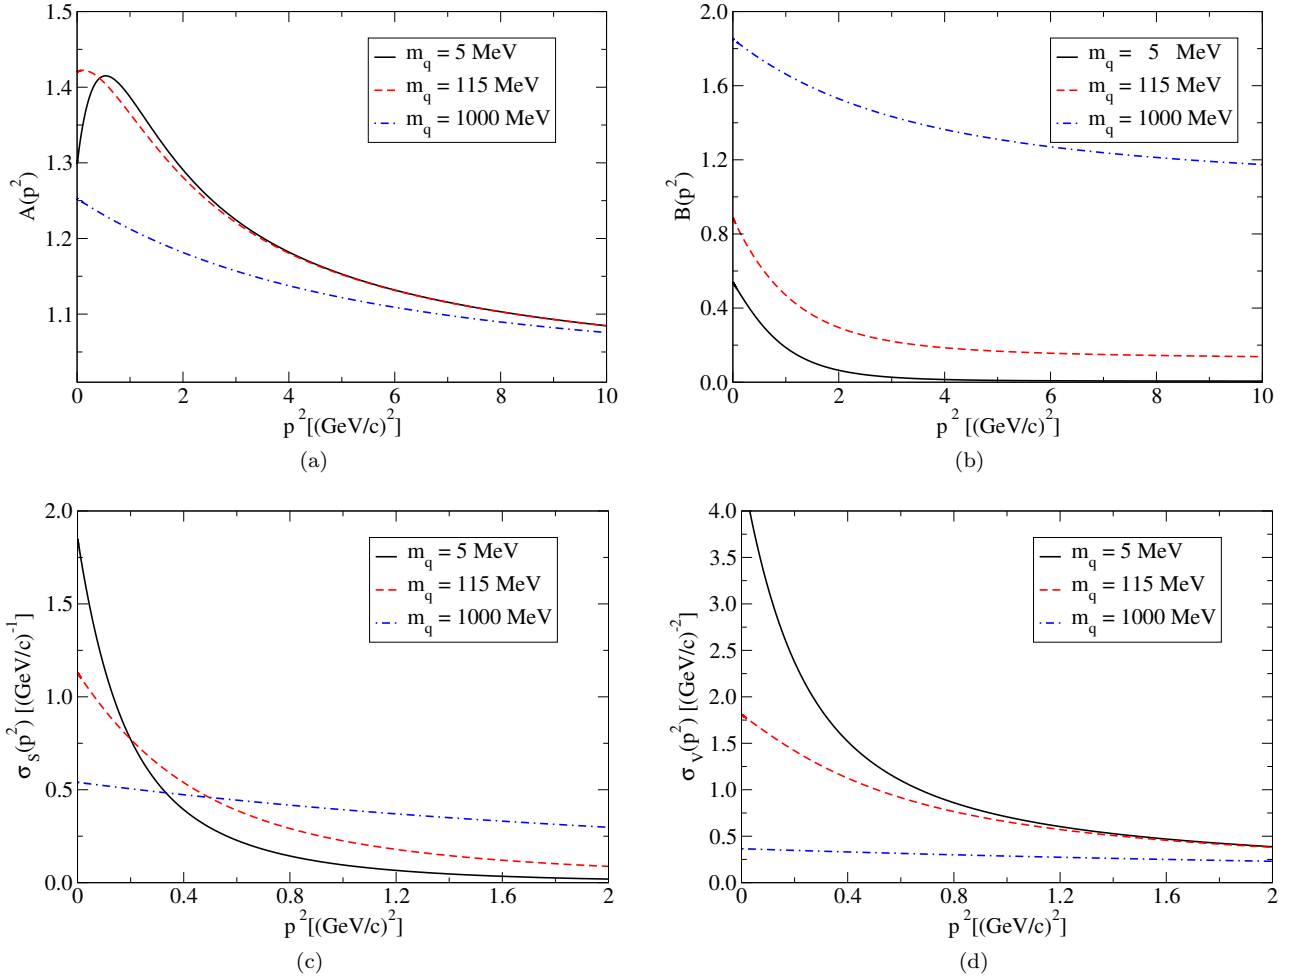 1.5
1.4
1.3
1.2
1.1
A(p²)
m_q = 5 MeV
m_q = 115 MeV
m_q = 1000 MeV
0 2 4 6 8 10
p²[(GeV/c)²]
(a)
2.0
1.6
1.2
0.8
0.4
0.0
B(p²)
m_q = 5 MeV
m_q = 115 MeV
m_q = 1000 MeV
0 2 4 6 8 10
p² [(GeV/c)²]
(b)
2.0
1.5
1.0
0.5
0.0
σ_S(p²) [(GeV/c)⁻¹]
m_q = 5 MeV
m_q = 115 MeV
m_q = 1000 MeV
0 0.4 0.8 1.2 1.6 2
p²[(GeV/c)²]
(c)
4.0
3.5
3.0
2.5
2.0
1.5
1.0
0.5
0.0
σ_V(p²) [(GeV/c)⁻²]
m_q = 5 MeV
m_q = 115 MeV
m_q = 1000 MeV
0 0.4 0.8 1.2 1.6 2
p²[(GeV/c)²]
(d)